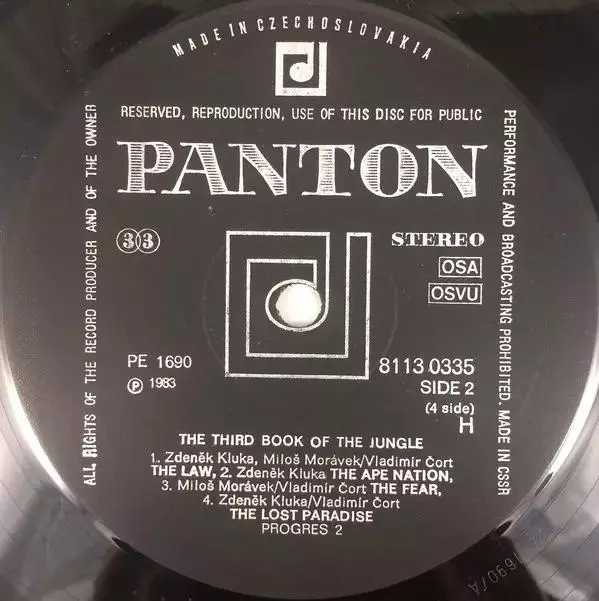 MADE IN CZECHOSLOVAKIA
RESERVED, REPRODUCTION, USE OF THIS DISC FOR PUBLIC
PERFORMANCE AND BROADCASTING PROHIBITED. MADE IN CSSR
ALL RIGHTS OF THE RECORD PRODUCER AND OF THE OWNER
PANTON
33
STEREO
OSA
OSVU
PE 1690
Ⓟ 1983
8113 0335
SIDE 2
(4 side)
H
THE THIRD BOOK OF THE JUNGLE
1. Zdeněk Kluka, Miloš Morávek/Vladimír Čort
THE LAW, 2. Zdeněk Kluka THE APE NATION,
3. Miloš Morávek/Vladimír Čort THE FEAR,
4. Zdeněk Kluka/Vladimír Čort
THE LOST PARADISE
PROGRES 2